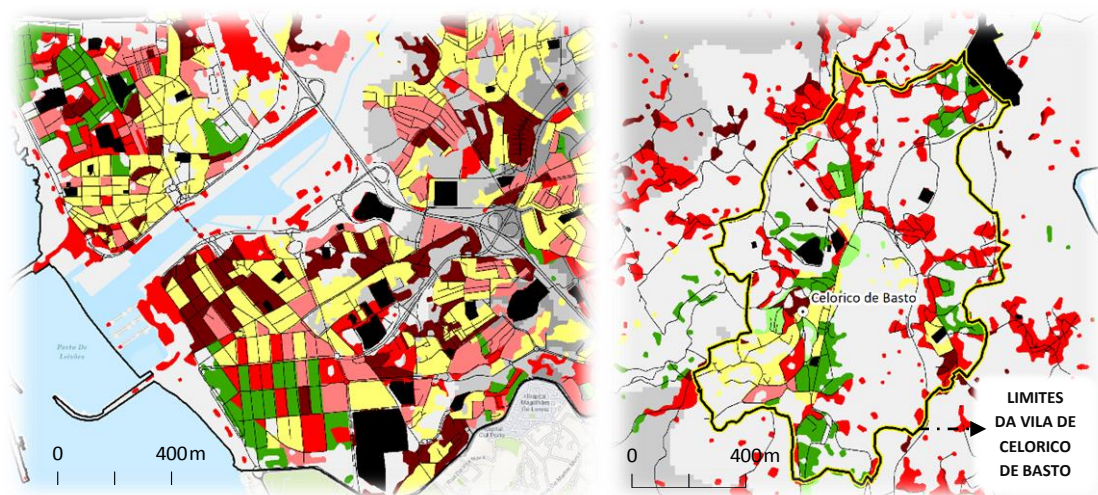 Porto De
Leixões
0
400m
Celorico de Basto
LIMITES
DA VILA DE
CELORICO
DE BASTO
0
400m